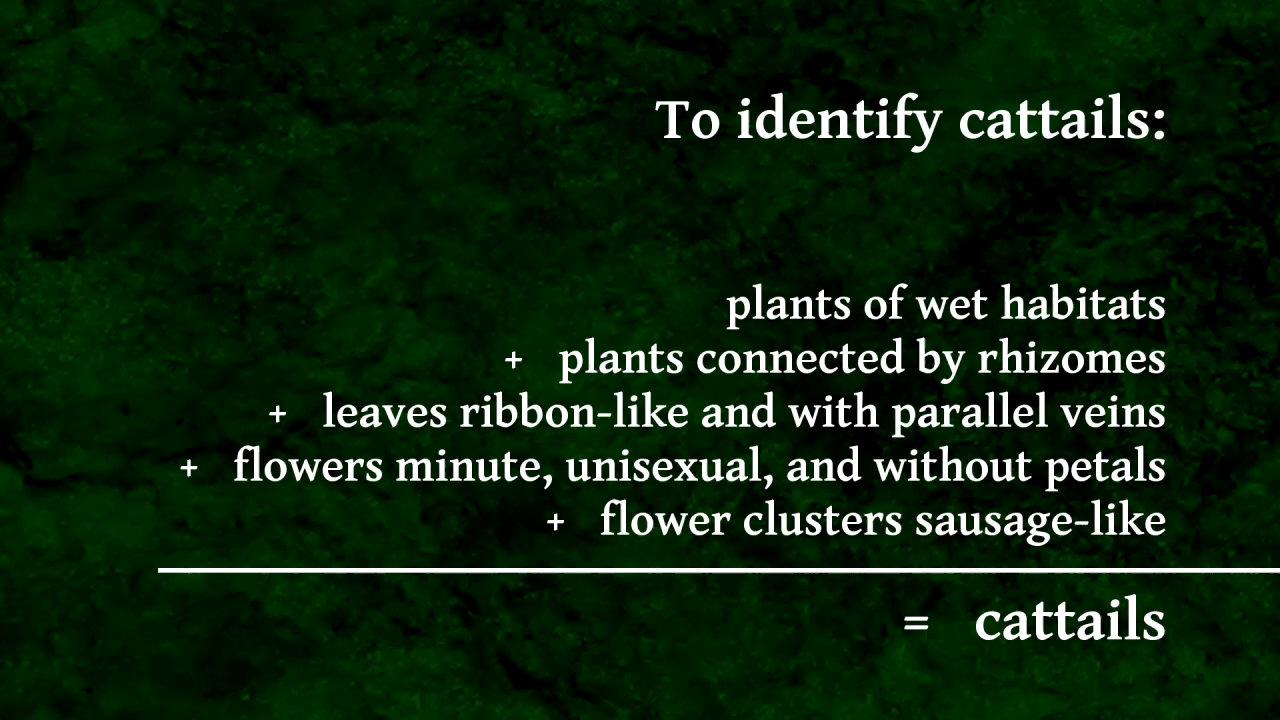 To identify cattails:
plants of wet habitats
+ plants connected by rhizomes
+ leaves ribbon-like and with parallel veins
+ flowers minute, unisexual, and without petals
+ flower clusters sausage-like
= cattails